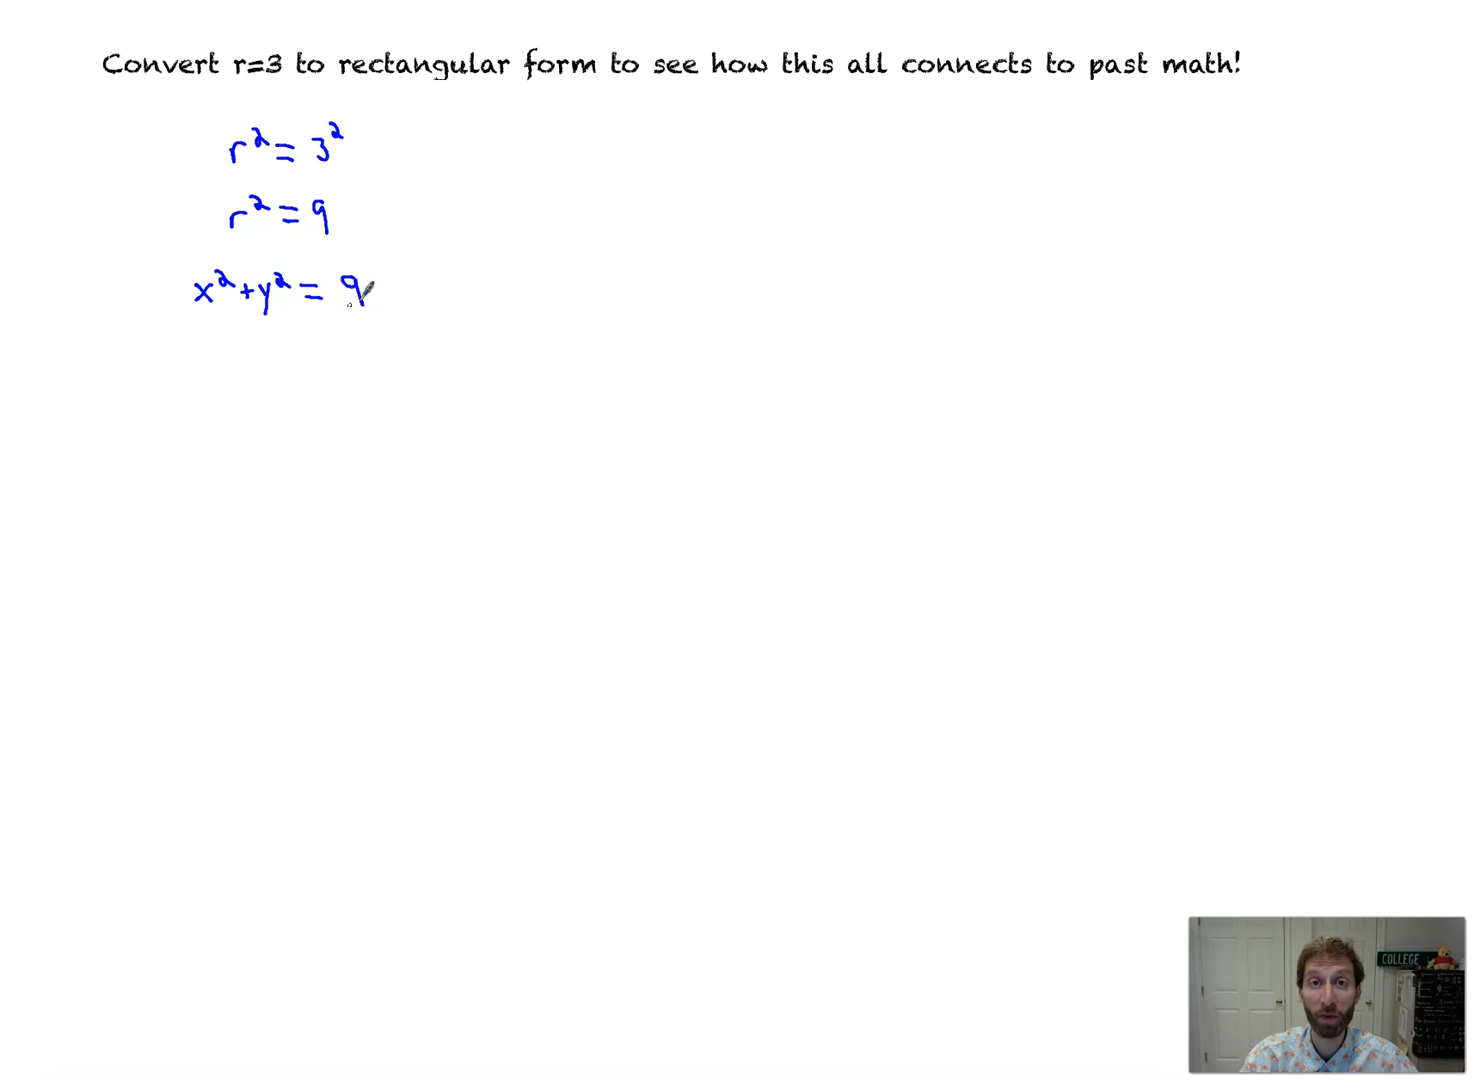 Convert r=3 to rectangular form to see how this all connects to past math!
r² = 3²
r² = 9
x² + y² = 9
COLLEGE